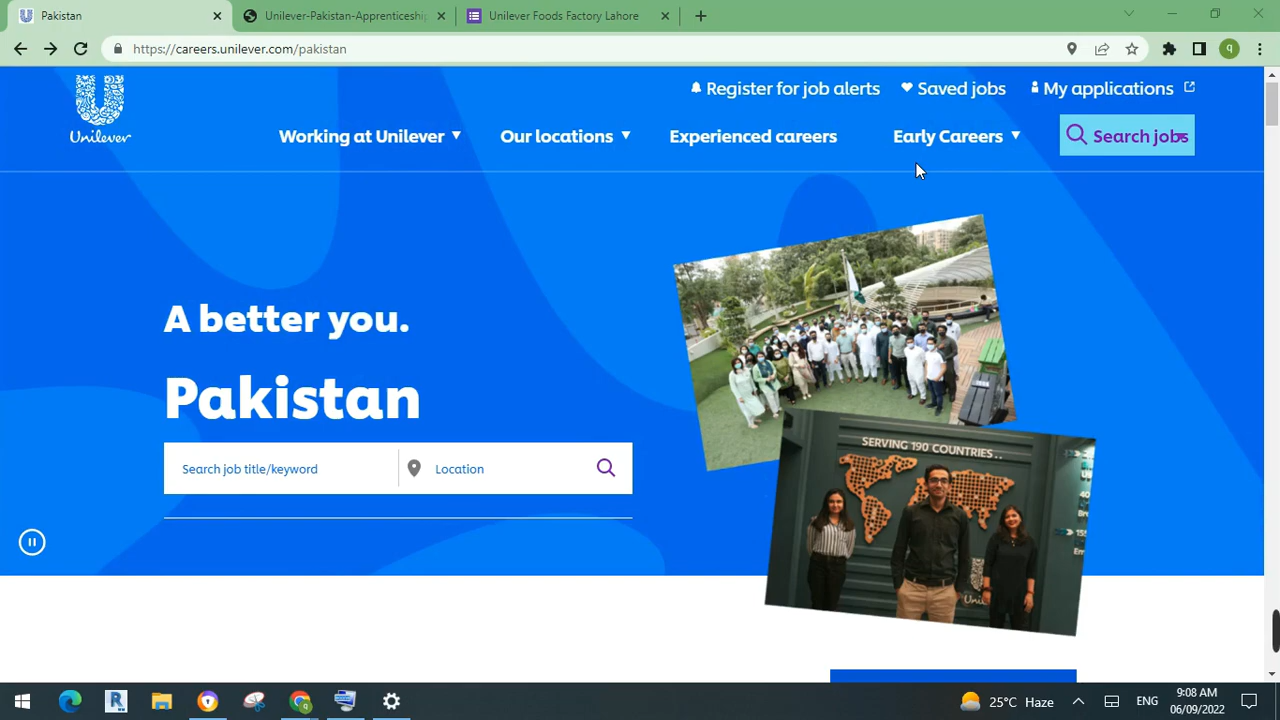 Pakistan
Unilever-Pakistan-Apprenticeship
Unilever Foods Factory Lahore
https://careers.unilever.com/pakistan
q
Unilever
Register for job alerts
Saved jobs
My applications
Working at Unilever
Our locations
Experienced careers
Early Careers
Search jobs
A better you.
Pakistan
Search job title/keyword
Location
SERVING 190 COUNTRIES..
25°C Haze
ENG
9:08 AM
06/09/2022